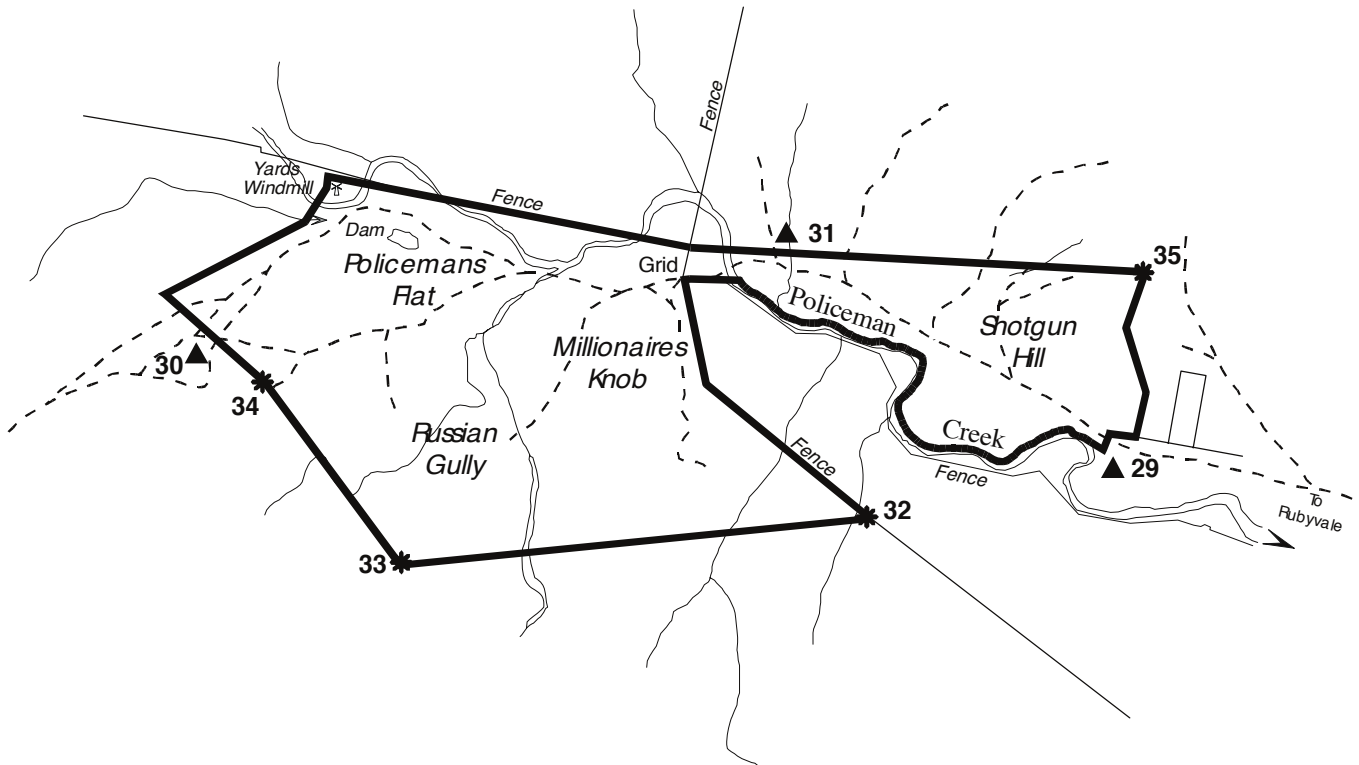 Fence
Yards
Windmill
Fence
31
Dam
Grid
35
Policemans
Flat
Policeman
Shotgun
Hill
Millionaires
Knob
30
34
Russian
Gully
Creek
Fence
29
Fence
32
To
Rubyvale
33